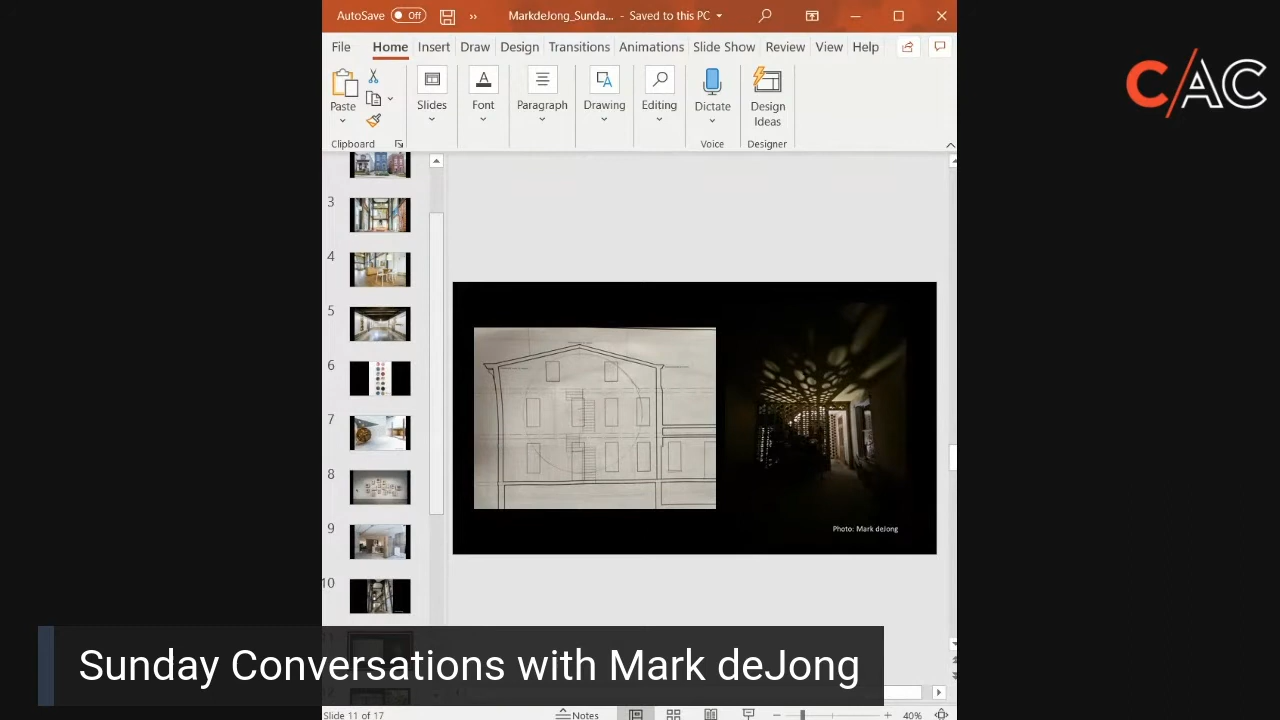 AutoSave Off MarkdeJong_Sunda... - Saved to this PC
C/AC
File Home Insert Draw Design Transitions Animations Slide Show Review View Help
Paste Slides Font Paragraph Drawing Editing Dictate Design Ideas
Clipboard Voice Designer
3
4
5
6
7
8
9
10
Photo: Mark deJong
Sunday Conversations with Mark deJong
Slide 11 of 17 Notes 40%